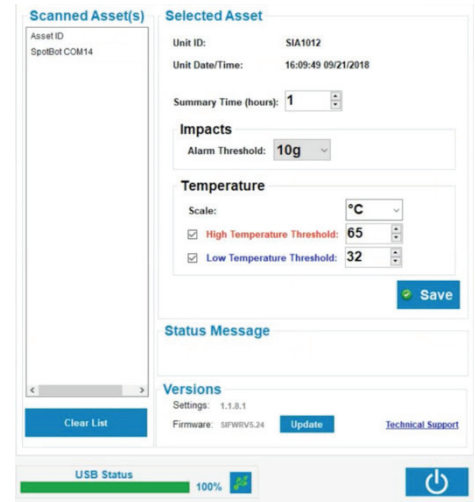 Scanned Asset(s)
Asset ID
SpotBot COM14
Clear List
Selected Asset
Unit ID: SIA1012
Unit Date/Time: 16:09:49 09/21/2018
Summary Time (hours): 1
Impacts
Alarm Threshold: 10g
Temperature
Scale: °C
High Temperature Threshold: 65
Low Temperature Threshold: 32
Save
Status Message
Versions
Settings: 1.1.8.1
Firmware: SIFWRV5.24 Update Technical Support
USB Status
100%